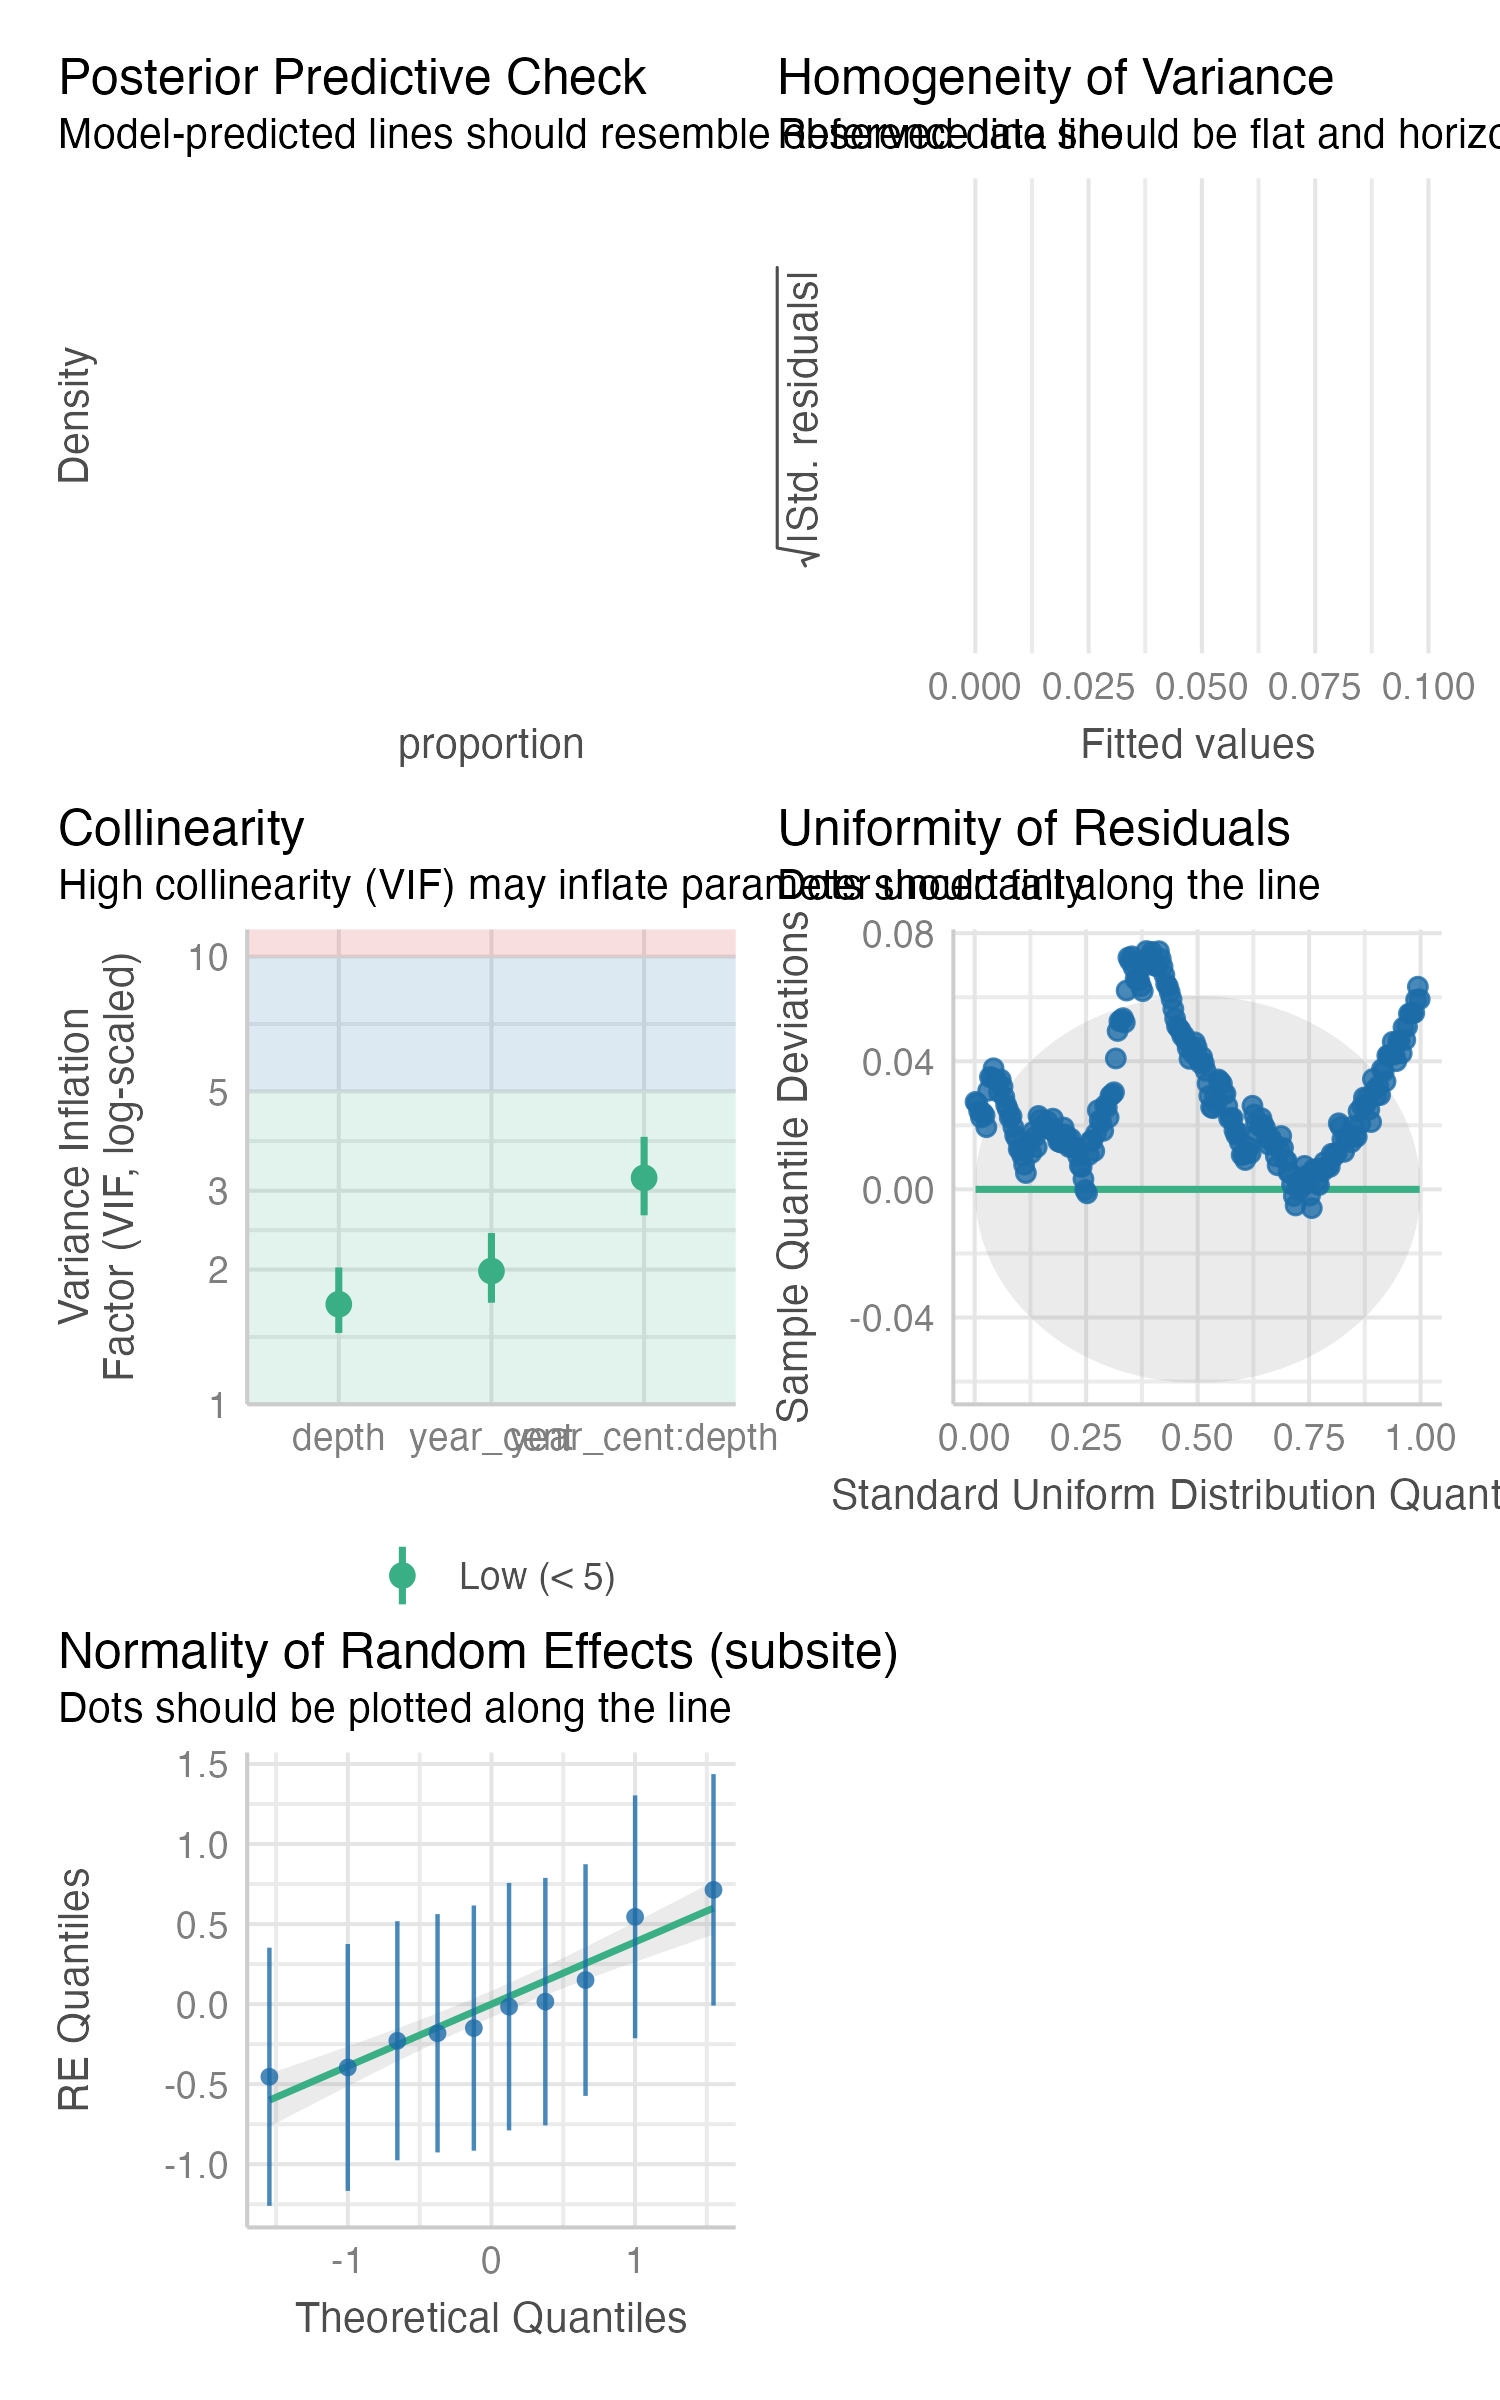 Posterior Predictive Check
Model-predicted lines should resemble observed data line
Density
proportion
Homogeneity of Variance
Reference line should be flat and horizo
√|Std. residuals|
0.000 0.025 0.050 0.075 0.100
Fitted values
Collinearity
High collinearity (VIF) may inflate parameter uncertainty
Variance Inflation
Factor (VIF, log-scaled)
10
5
3
2
1
depth year_cent year_cent:depth
Low (< 5)
Uniformity of Residuals
Dots should fall along the line
Sample Quantile Deviations
0.08
0.04
0.00
-0.04
0.00 0.25 0.50 0.75 1.00
Standard Uniform Distribution Quant
Normality of Random Effects (subsite)
Dots should be plotted along the line
RE Quantiles
1.5
1.0
0.5
0.0
-0.5
-1.0
-1 0 1
Theoretical Quantiles